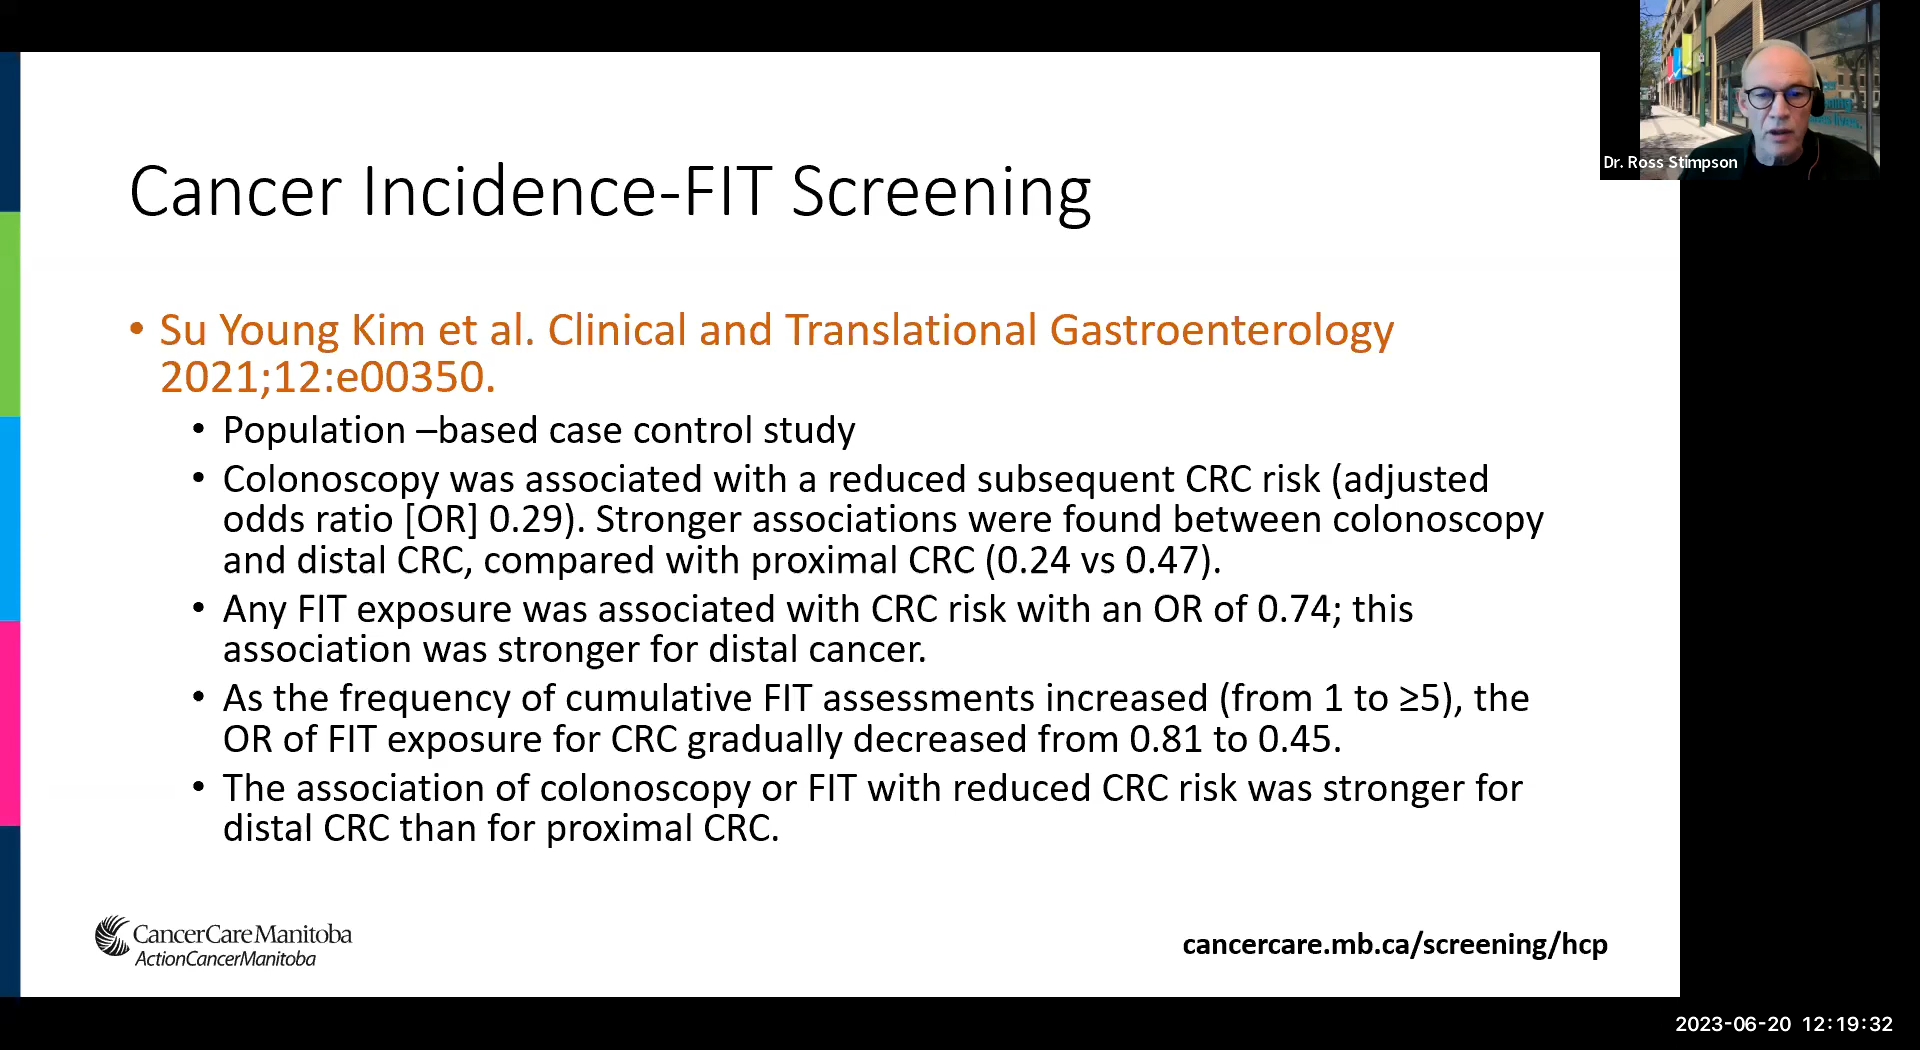 Cancer Incidence-FIT Screening
• Su Young Kim et al. Clinical and Translational Gastroenterology
2021;12:e00350.
• Population –based case control study
• Colonoscopy was associated with a reduced subsequent CRC risk (adjusted
odds ratio [OR] 0.29). Stronger associations were found between colonoscopy
and distal CRC, compared with proximal CRC (0.24 vs 0.47).
• Any FIT exposure was associated with CRC risk with an OR of 0.74; this
association was stronger for distal cancer.
• As the frequency of cumulative FIT assessments increased (from 1 to ≥5), the
OR of FIT exposure for CRC gradually decreased from 0.81 to 0.45.
• The association of colonoscopy or FIT with reduced CRC risk was stronger for
distal CRC than for proximal CRC.
CancerCare Manitoba
ActionCancerManitoba
cancercare.mb.ca/screening/hcp
Dr. Ross Stimpson
2023-06-20 12:19:32